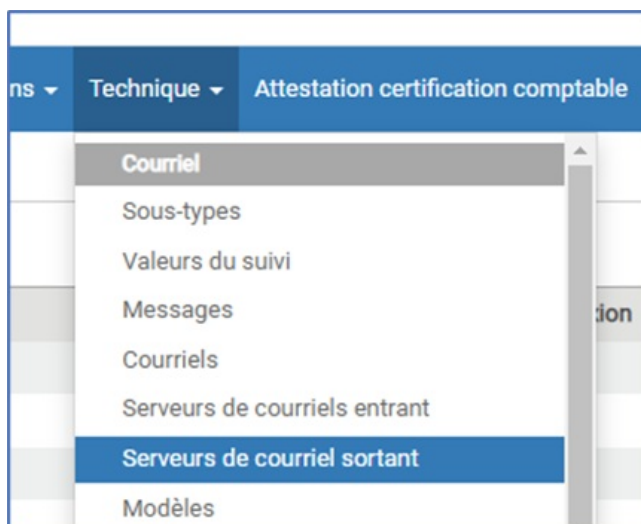 ns Technique Attestation certification comptable
Courriel
Sous-types
Valeurs du suivi
Messages
xion
Courriels
Serveurs de courriels entrant
Serveurs de courriel sortant
Modèles